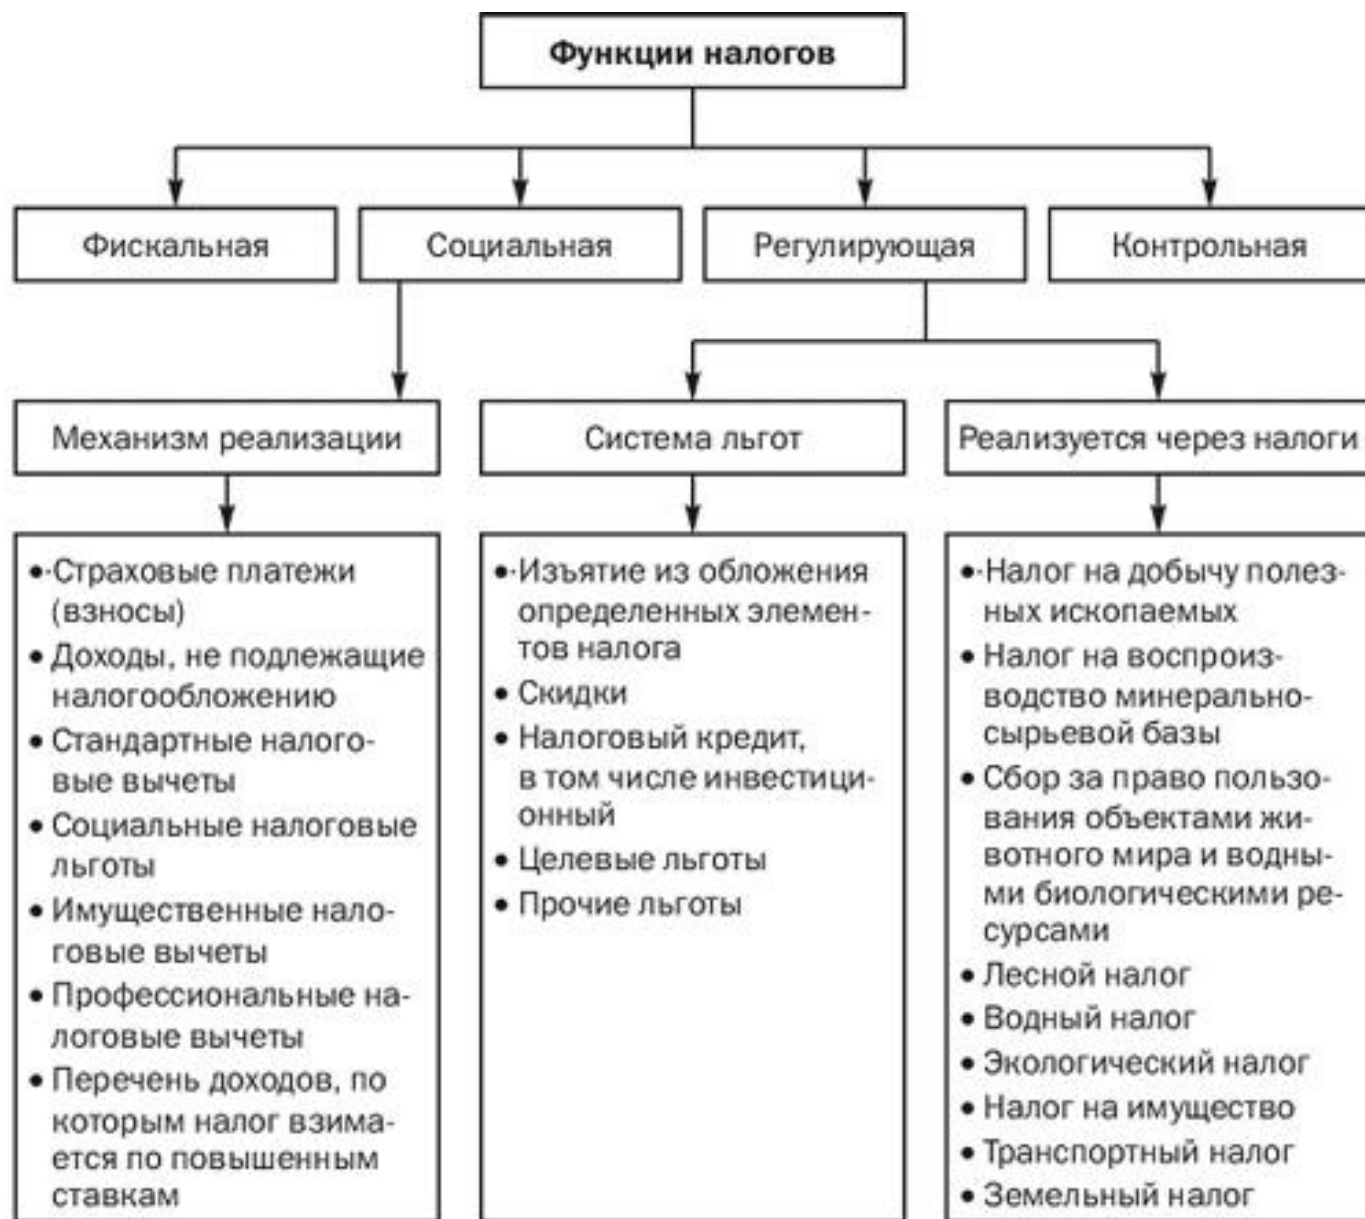 Функции налогов
Фискальная
Социальная
Регулирующая
Контрольная
Механизм реализации
Система льгот
Реализуется через налоги
• Страховые платежи
(взносы)
• Доходы, не подлежащие
налогообложению
• Стандартные налого-
вые вычеты
• Социальные налоговые
льготы
• Имущественные нало-
говые вычеты
• Профессиональные на-
логовые вычеты
• Перечень доходов, по
которым налог взима-
ется по повышенным
ставкам
• Изъятие из обложения
определенных элемен-
тов налога
• Скидки
• Налоговый кредит,
в том числе инвестици-
онный
• Целевые льготы
• Прочие льготы
• Налог на добычу полез-
ных ископаемых
• Налог на воспроиз-
водство минерально-
сырьевой базы
• Сбор за право пользо-
вания объектами жи-
вотного мира и водны-
ми биологическими ре-
сурсами
• Лесной налог
• Водный налог
• Экологический налог
• Налог на имущество
• Транспортный налог
• Земельный налог